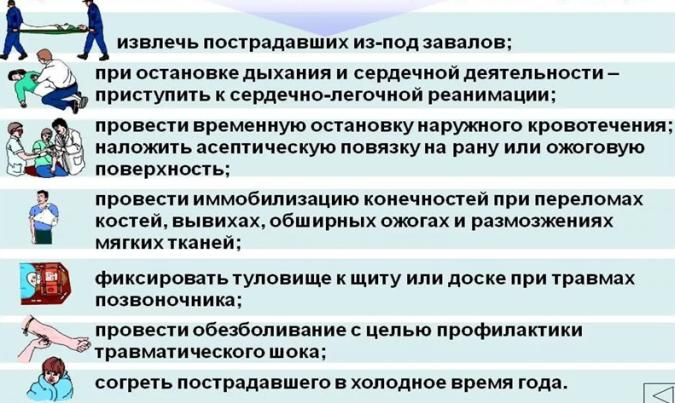 извлечь пострадавших из-под завалов;
при остановке дыхания и сердечной деятельности –
приступить к сердечно-легочной реанимации;
провести временную остановку наружного кровотечения;
наложить асептическую повязку на рану или ожоговую
поверхность;
провести иммобилизацию конечностей при переломах
костей, вывихах, обширных ожогах и размозжениях
мягких тканей;
фиксировать туловище к щиту или доске при травмах
позвоночника;
провести обезболивание с целью профилактики
травматического шока;
согреть пострадавшего в холодное время года.